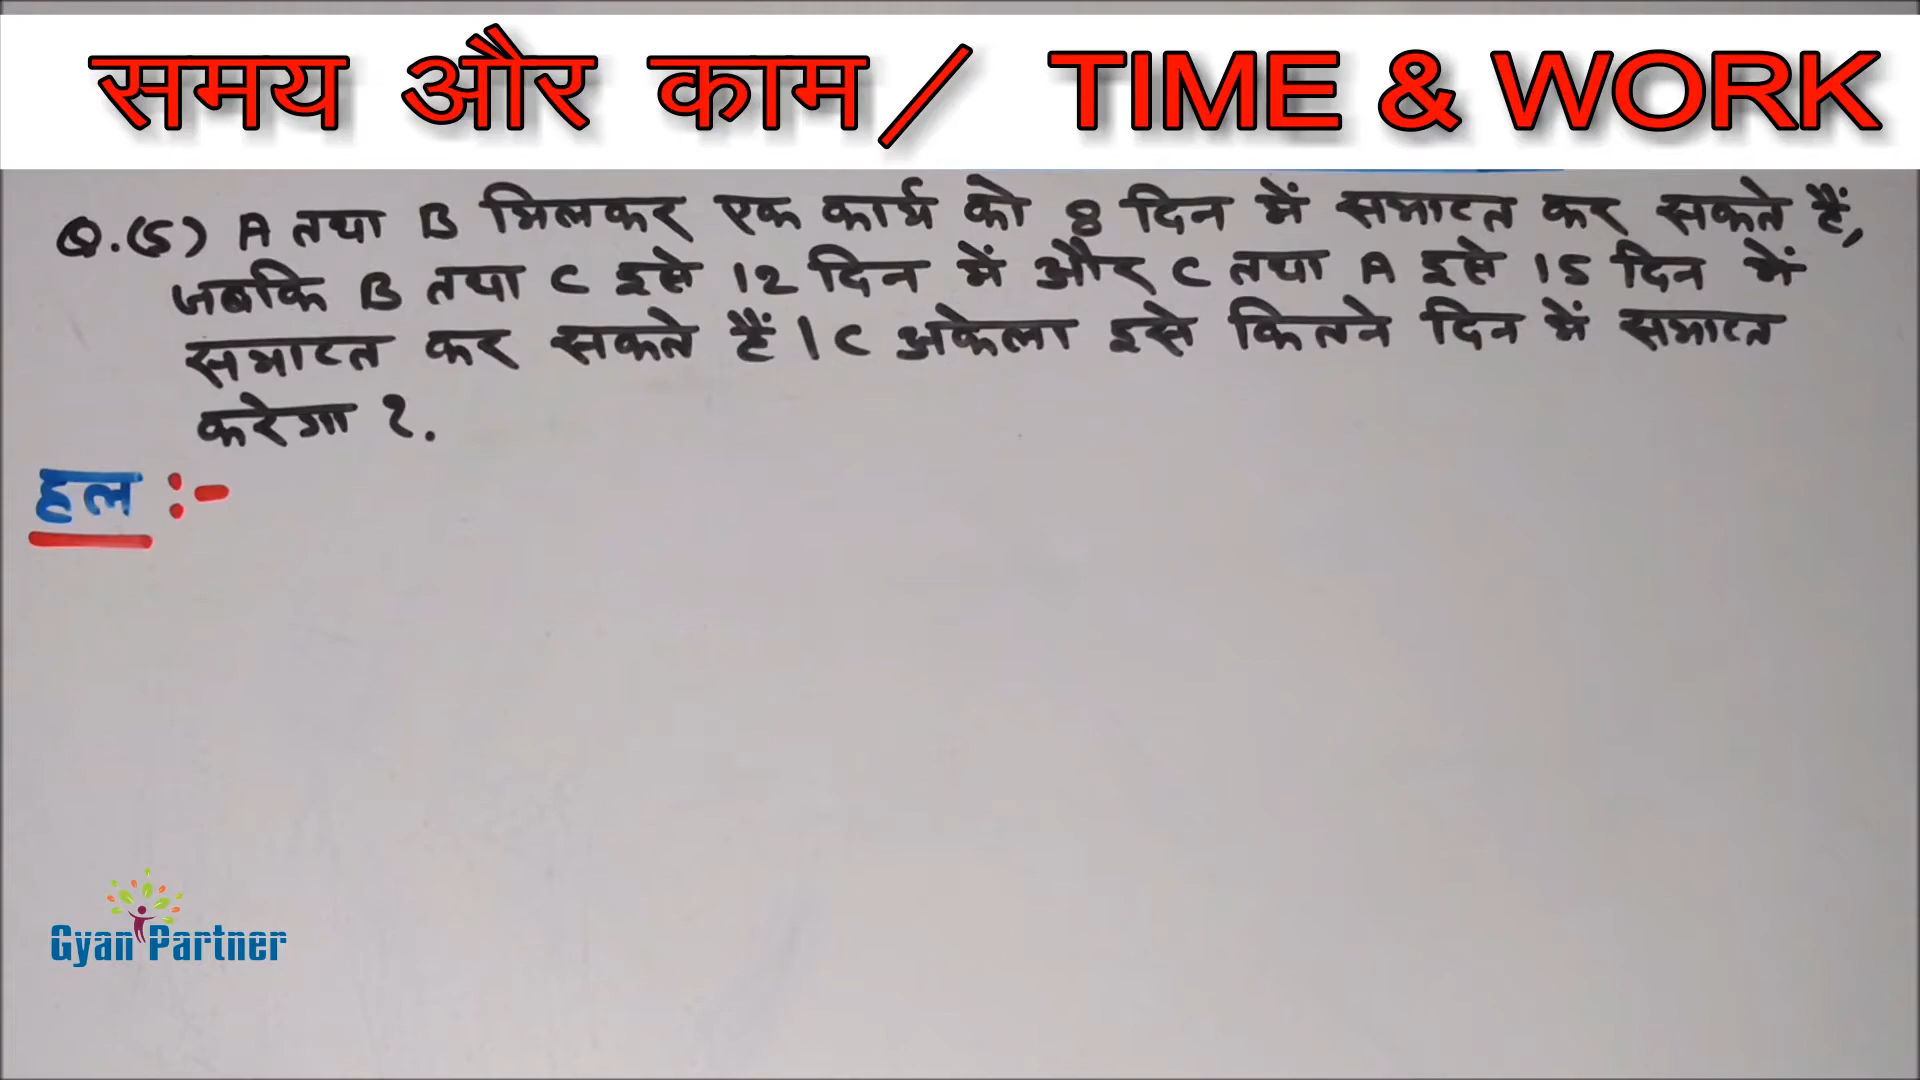 समय और काम / TIME & WORK
Q.(5) A तथा B मिलकर एक कार्य को 8 दिन में समाप्त कर सकते हैं,
जबकि B तथा C इसे 12 दिन में और C तथा A इसे 15 दिन में
समाप्त कर सकते हैं। C अकेला इसे कितने दिन में समाप्त
करेगा ?.
हल :-
Gyan Partner